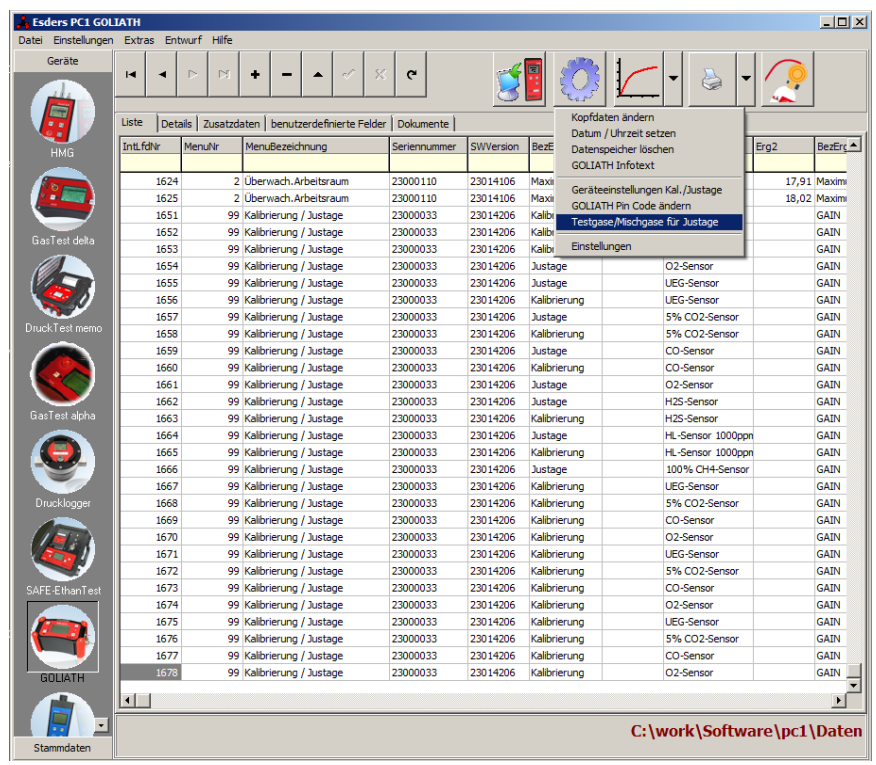 Esders PC1 GOLIATH
Datei Einstellungen Extras Entwurf Hilfe
Geräte
HMG
GasTest delta
DruckTest memo
GasTest alpha
Drucklogger
SAFE-EthanTest
GOLIATH
Stammdaten
Liste Details Zusatzdaten benutzerdefinierte Felder Dokumente
Kopfdaten ändern
Datum / Uhrzeit setzen
Datenspeicher löschen
GOLIATH Infotext
Geräteeinstellungen Kal./Justage
GOLIATH Pin Code ändern
Testgase/Mischgase für Justage
Einstellungen
IntLfdNr MenuNr MenuBezeichnung Seriennummer SWVersion BezE Erg2 BezErg
1624 2 Überwach.Arbeitsraum 23000110 23014106 Maxi 17,91 Maxim
1625 2 Überwach.Arbeitsraum 23000110 23014106 Maxi 18,02 Maxim
1651 99 Kalibrierung / Justage 23000033 23014206 Kalib GAIN
1652 99 Kalibrierung / Justage 23000033 23014206 Kalib GAIN
1653 99 Kalibrierung / Justage 23000033 23014206 Kalib GAIN
1654 99 Kalibrierung / Justage 23000033 23014206 Justage O2-Sensor GAIN
1655 99 Kalibrierung / Justage 23000033 23014206 Justage UEG-Sensor GAIN
1656 99 Kalibrierung / Justage 23000033 23014206 Kalibrierung UEG-Sensor GAIN
1657 99 Kalibrierung / Justage 23000033 23014206 Justage 5% CO2-Sensor GAIN
1658 99 Kalibrierung / Justage 23000033 23014206 Kalibrierung 5% CO2-Sensor GAIN
1659 99 Kalibrierung / Justage 23000033 23014206 Justage CO-Sensor GAIN
1660 99 Kalibrierung / Justage 23000033 23014206 Kalibrierung CO-Sensor GAIN
1661 99 Kalibrierung / Justage 23000033 23014206 Justage O2-Sensor GAIN
1662 99 Kalibrierung / Justage 23000033 23014206 Justage H2S-Sensor GAIN
1663 99 Kalibrierung / Justage 23000033 23014206 Kalibrierung H2S-Sensor GAIN
1664 99 Kalibrierung / Justage 23000033 23014206 Justage HL-Sensor 1000ppm GAIN
1665 99 Kalibrierung / Justage 23000033 23014206 Kalibrierung HL-Sensor 1000ppm GAIN
1666 99 Kalibrierung / Justage 23000033 23014206 Justage 100% CH4-Sensor GAIN
1667 99 Kalibrierung / Justage 23000033 23014206 Kalibrierung UEG-Sensor GAIN
1668 99 Kalibrierung / Justage 23000033 23014206 Kalibrierung 5% CO2-Sensor GAIN
1669 99 Kalibrierung / Justage 23000033 23014206 Kalibrierung CO-Sensor GAIN
1670 99 Kalibrierung / Justage 23000033 23014206 Kalibrierung O2-Sensor GAIN
1671 99 Kalibrierung / Justage 23000033 23014206 Kalibrierung UEG-Sensor GAIN
1672 99 Kalibrierung / Justage 23000033 23014206 Kalibrierung 5% CO2-Sensor GAIN
1673 99 Kalibrierung / Justage 23000033 23014206 Kalibrierung CO-Sensor GAIN
1674 99 Kalibrierung / Justage 23000033 23014206 Kalibrierung O2-Sensor GAIN
1675 99 Kalibrierung / Justage 23000033 23014206 Kalibrierung UEG-Sensor GAIN
1676 99 Kalibrierung / Justage 23000033 23014206 Kalibrierung 5% CO2-Sensor GAIN
1677 99 Kalibrierung / Justage 23000033 23014206 Kalibrierung CO-Sensor GAIN
1678 99 Kalibrierung / Justage 23000033 23014206 Kalibrierung O2-Sensor GAIN
C:\work\Software\pc1\Daten